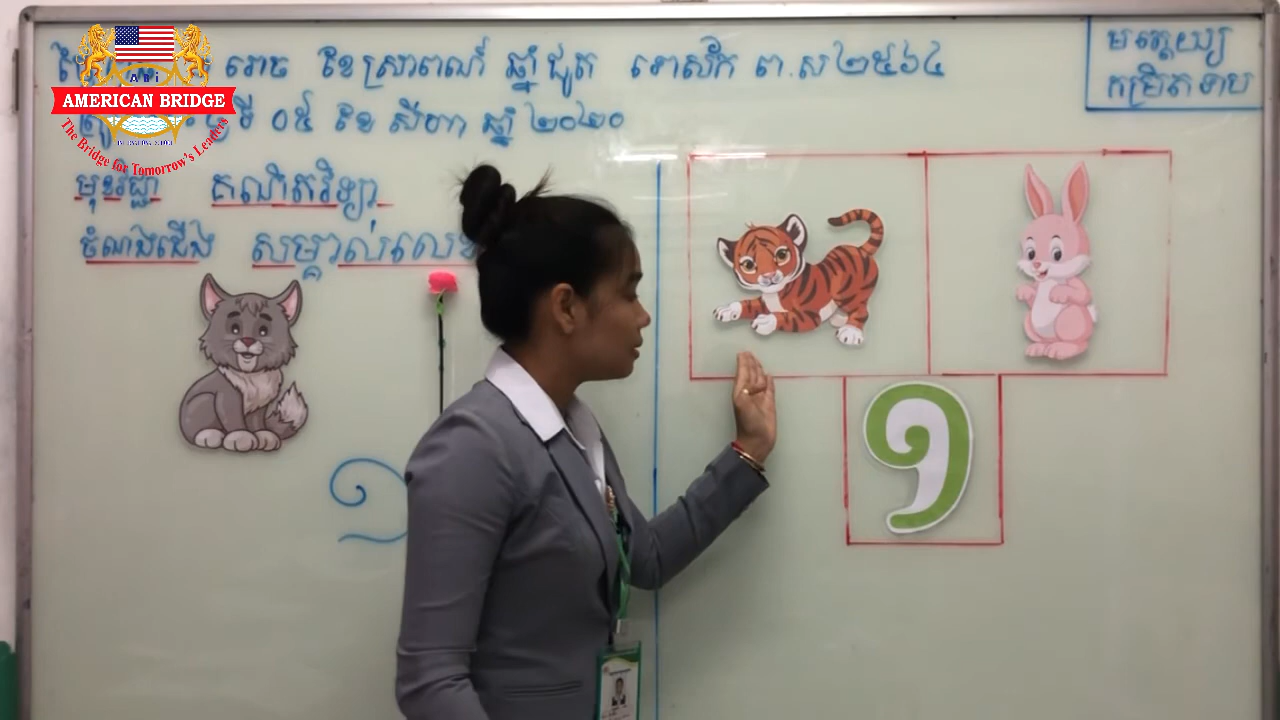 រោច ខែ ស្រាពណ៍ ឆ្នាំ ជូត ទោស័ក ព.ស ២៥៦៤
ទី ០៥ ខែ សីហា ឆ្នាំ ២០២០
មត្តេយ្យ
កម្រិតទាប
AMERICAN BRIDGE
The Bridge for Tomorrow's Leaders
មុខវិជ្ជា គណិតវិទ្យា
ចំណងជើង សម្គាល់លេខ
១